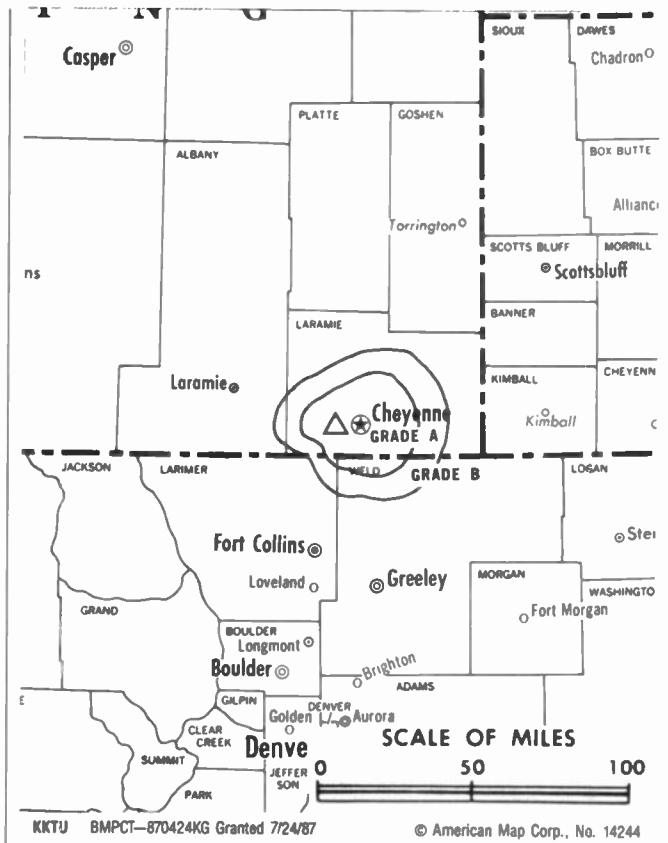 I N G
Casper
SIOUX
DAWES
Chadron
PLATTE
GOSHEN
ALBANY
BOX BUTTE
Allianc
Torrington
SCOTTS BLUFF
MORRILL
Scottsbluff
ns
BANNER
LARAMIE
KIMBALL
CHEYENN
Laramie
Cheyenne
Kimball
C
GRADE A
JACKSON
LARIMER
WELD
GRADE B
LOGAN
Fort Collins
Ster
Loveland
Greeley
MORGAN
WASHINGTO
GRAND
Fort Morgan
BOULDER
Longmont
Boulder
Brighton
ADAMS
E
GILPIN
DENVER
Golden
Aurora
CLEAR
CREEK
Denve
SCALE OF MILES
SUMMIT
JEFFER
SON
0 50 100
PARK
KKTU BMPCT—870424KG Granted 7/24/87
© American Map Corp., No. 14244